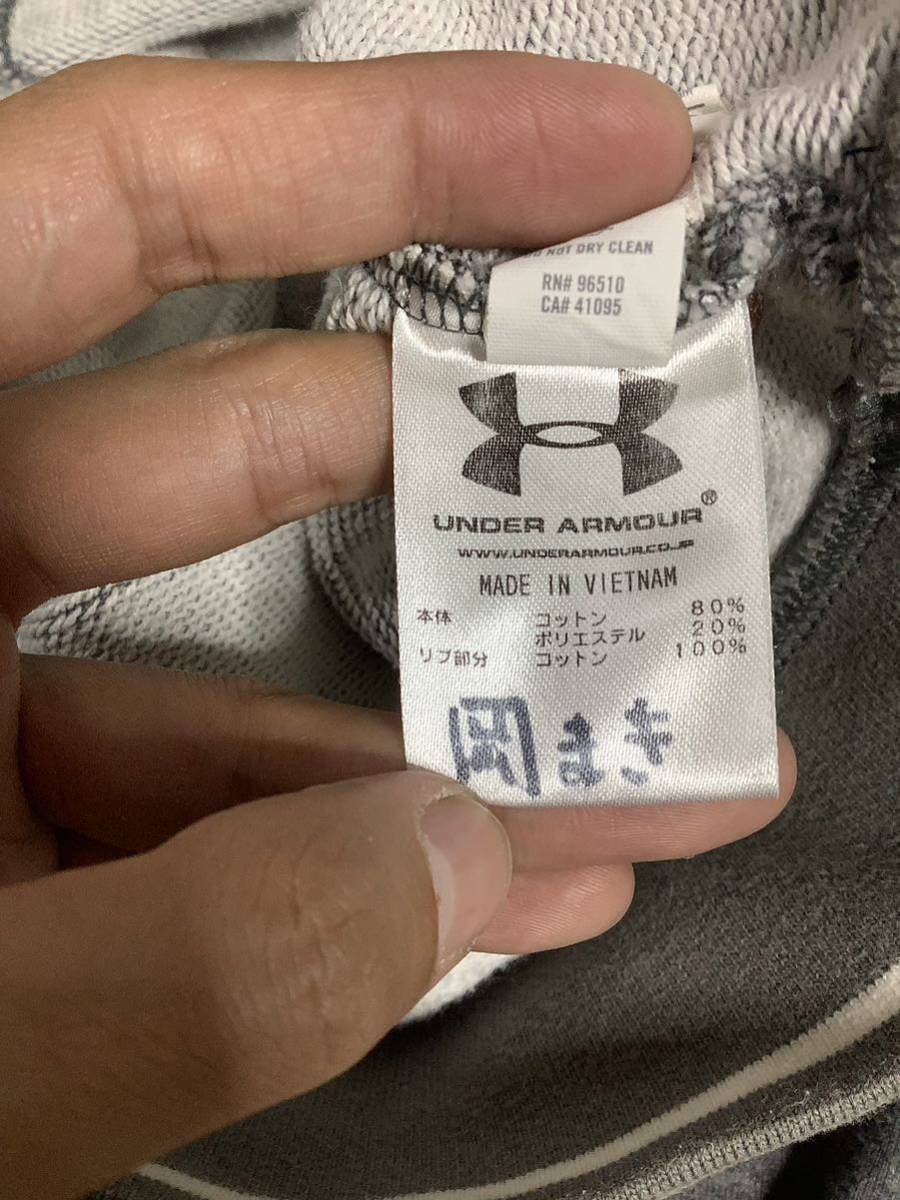 DO NOT DRY CLEAN
RN# 96510
CA# 41095
UNDER ARMOUR®
WWW.UNDERARMOUR.CO.JP
MADE IN VIETNAM
本体 コットン 80%
ポリエステル 20%
リブ部分 コットン 100%
岡 まき